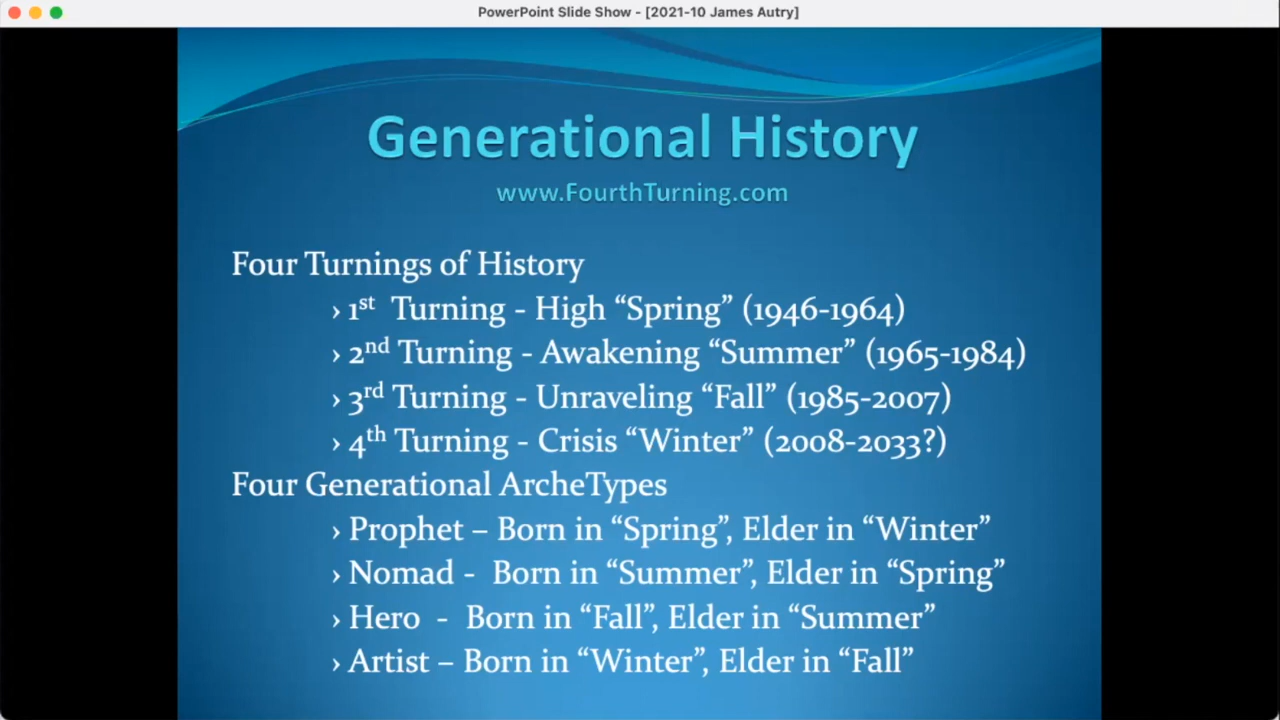 PowerPoint Slide Show - [2021-10 James Autry]
Generational History
www.FourthTurning.com
Four Turnings of History
› 1st Turning - High “Spring” (1946-1964)
› 2nd Turning - Awakening “Summer” (1965-1984)
› 3rd Turning - Unraveling “Fall” (1985-2007)
› 4th Turning - Crisis “Winter” (2008-2033?)
Four Generational ArcheTypes
› Prophet – Born in “Spring”, Elder in “Winter”
› Nomad - Born in “Summer”, Elder in “Spring”
› Hero - Born in “Fall”, Elder in “Summer”
› Artist – Born in “Winter”, Elder in “Fall”